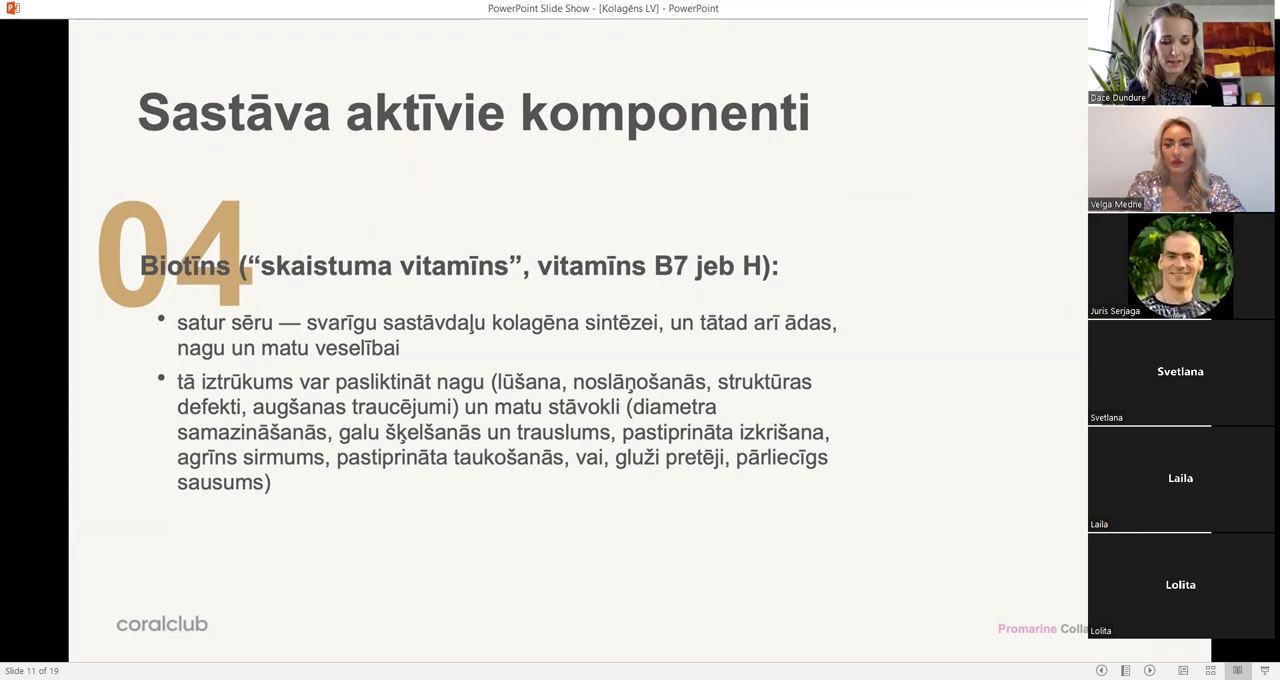 PowerPoint Slide Show - [Kolagēns LV] - PowerPoint
Sastāva aktīvie komponenti
04
Biotīns (“skaistuma vitamīns”, vitamīns B7 jeb H):
• satur sēru — svarīgu sastāvdaļu kolagēna sintēzei, un tātad arī ādas,
nagu un matu veselībai
• tā iztrūkums var pasliktināt nagu (lūšana, noslāņošanās, struktūras
defekti, augšanas traucējumi) un matu stāvokli (diametra
samazināšanās, galu šķelšanās un trauslums, pastiprināta izkrišana,
agrīns sirmums, pastiprināta taukošanās, vai, gluži pretēji, pārliecīgs
sausums)
coralclub
Promarine Colla
Slide 11 of 19
Dace Dundure
Velga Medne
Juris Serjaga
Svetlana
Svetlana
Laila
Laila
Lolita
Lolita